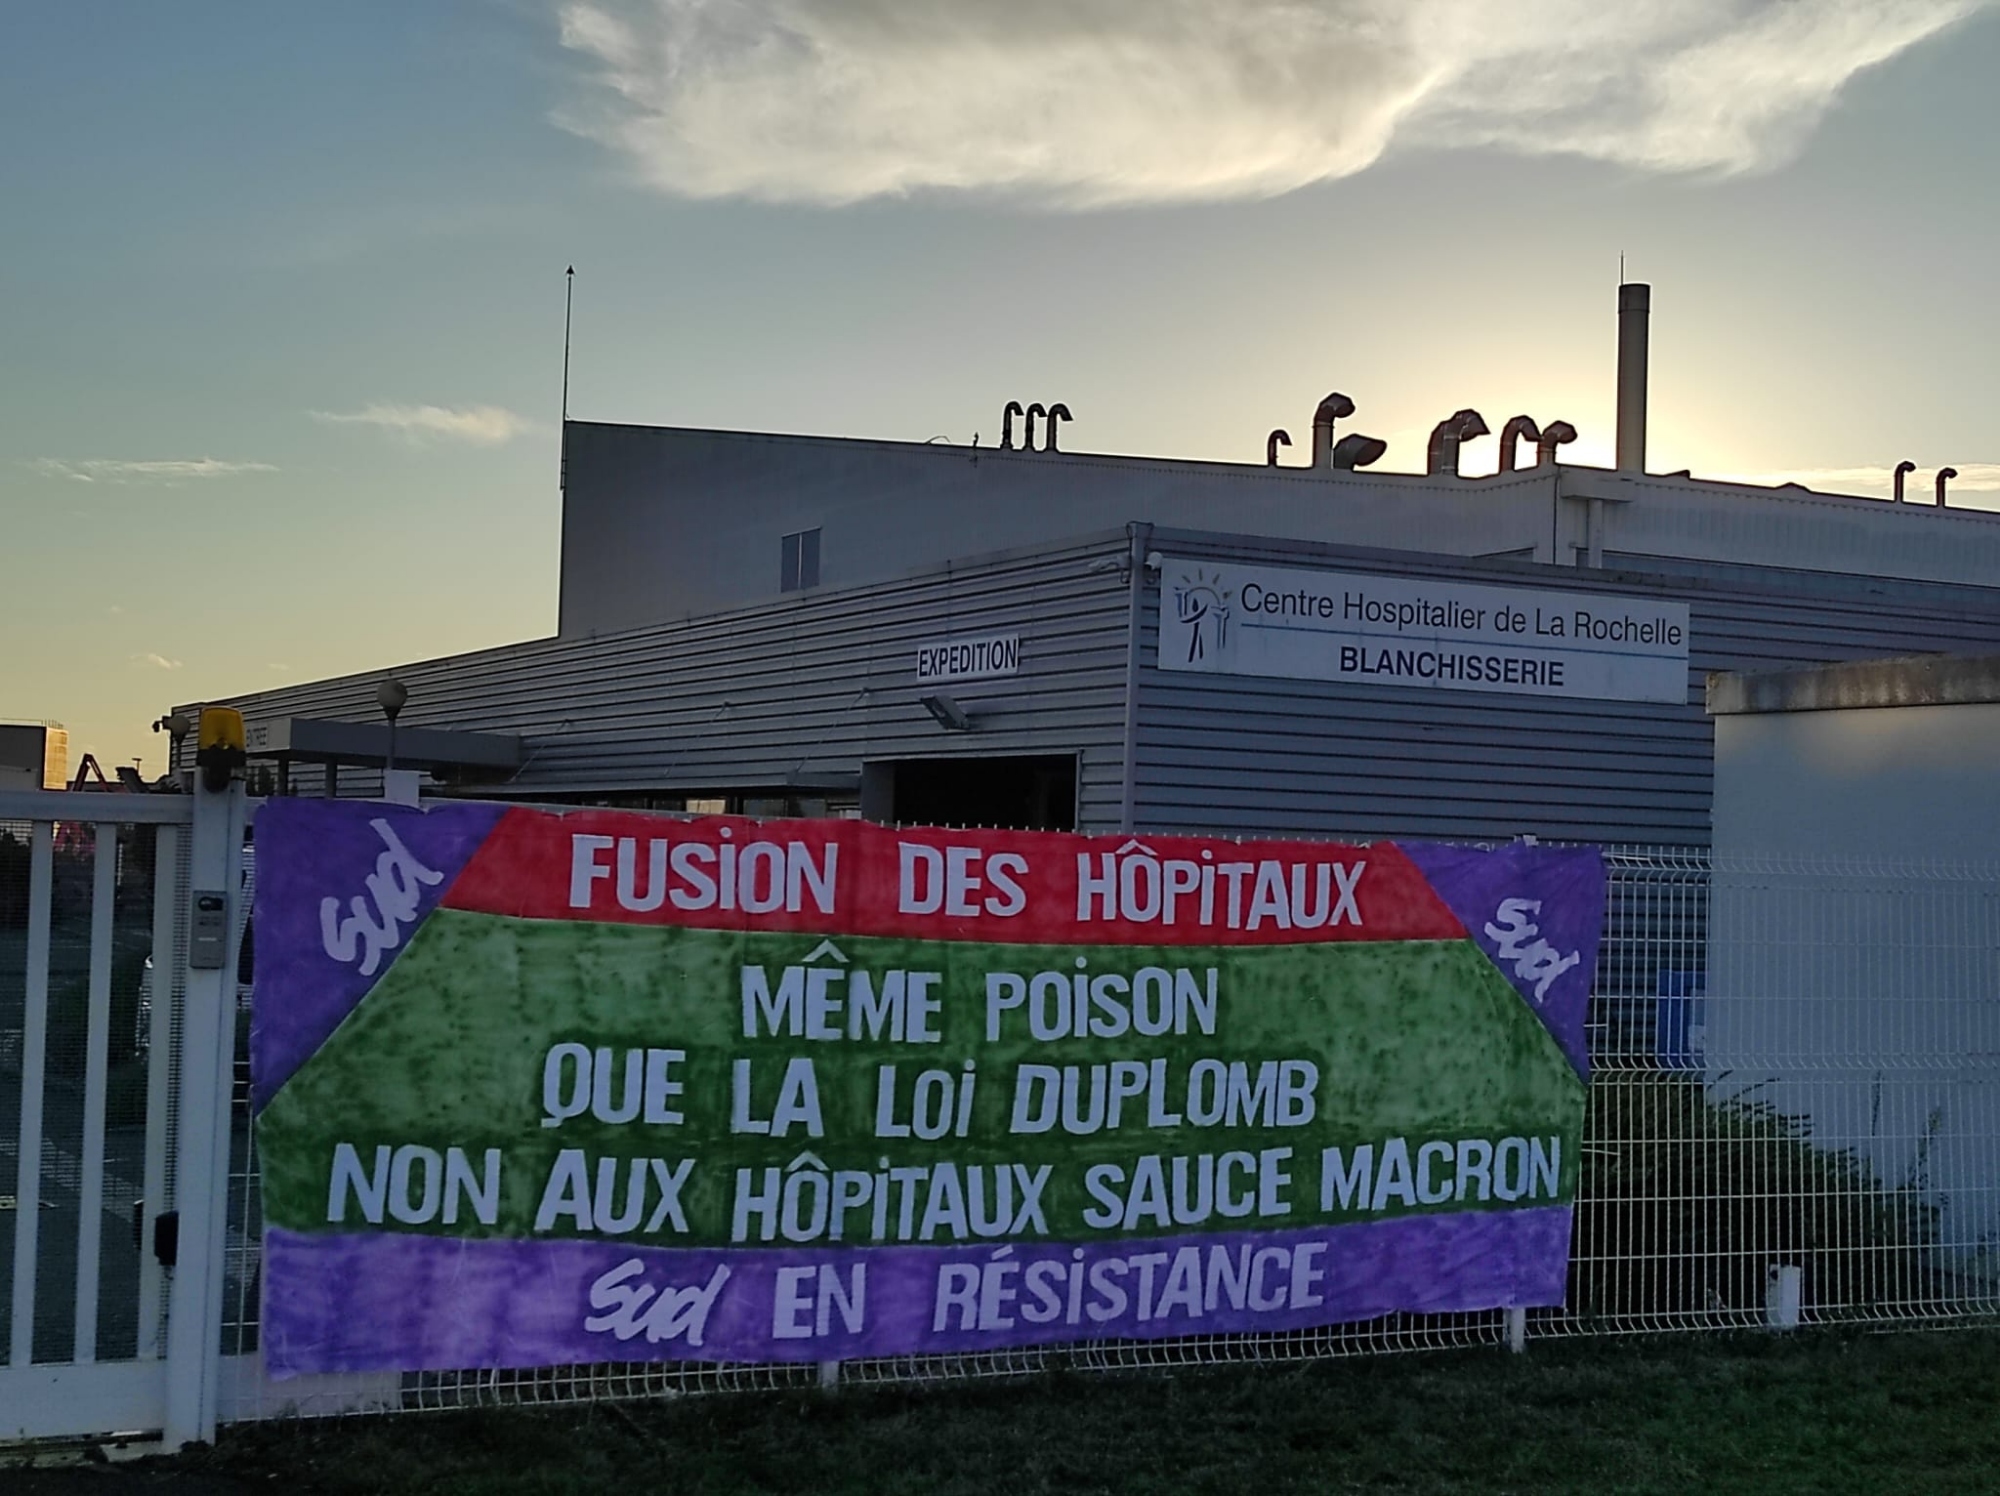 Centre Hospitalier de La Rochelle
BLANCHISSERIE
EXPEDITION
ENTREE
Sud
FUSiON DES HÔPiTAUX
Sud
MÊME POiSON
QUE LA LOi DUPLOMB
NON AUX HÔPiTAUX SAUCE MACRON
Sud EN RÉSiSTANCE